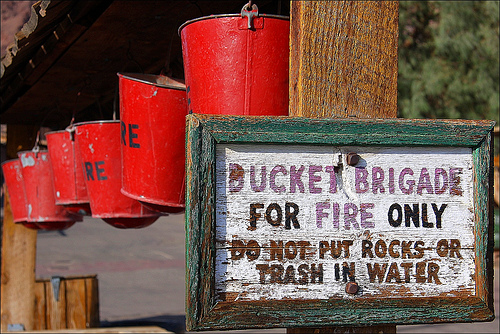 RE
RE
BUCKET BRIGADE
FOR FIRE ONLY
DO NOT PUT ROCKS OR
TRASH IN WATER